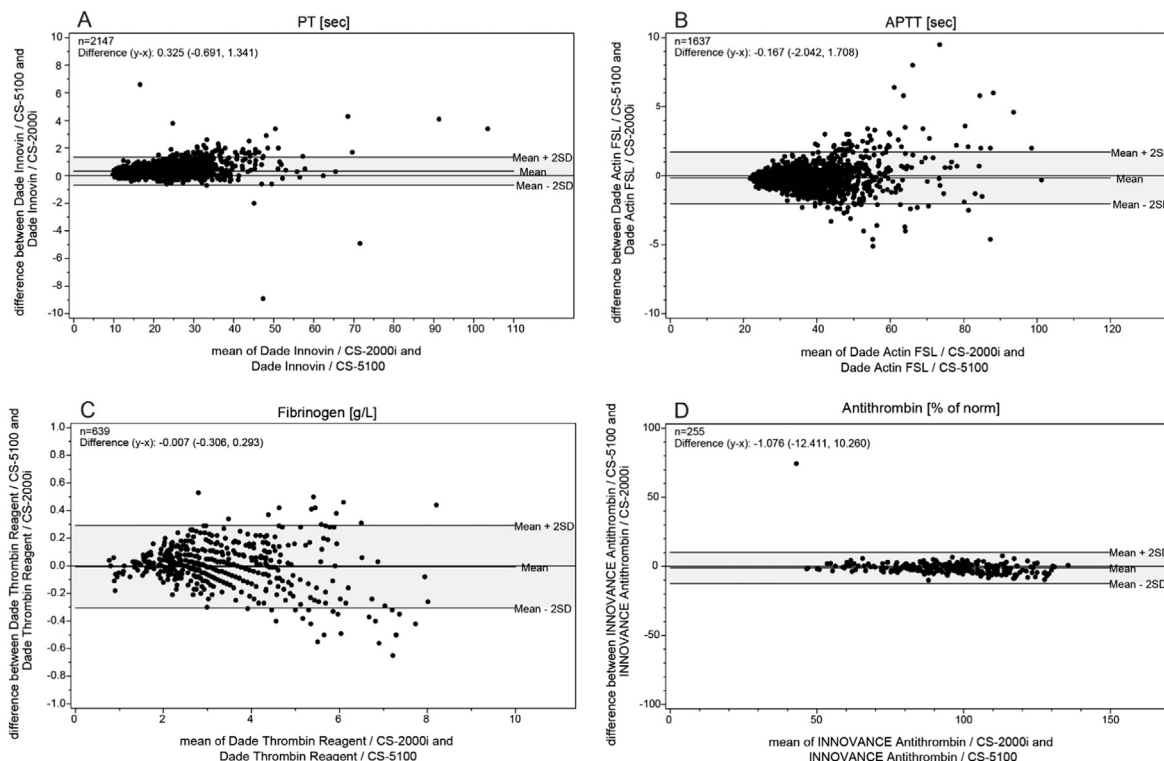 A
PT [sec]
n=2147
Difference (y-x): 0.325 (-0.691, 1.341)
difference between Dade Innovin / CS-5100 and
Dade Innovin / CS-2000i
10
8
6
4
2
0
-2
-4
-6
-8
-10
Mean + 2SD
Mean
Mean - 2SD
0 10 20 30 40 50 60 70 80 90 100 110
mean of Dade Innovin / CS-2000i and
Dade Innovin / CS-5100
B
APTT [sec]
n=1637
Difference (y-x): -0.167 (-2.042, 1.708)
difference between Dade Actin FSL / CS-5100 and
Dade Actin FSL / CS-2000i
10
5
0
-5
-10
Mean + 2SD
Mean
Mean - 2SD
0 20 40 60 80 100 120
mean of Dade Actin FSL / CS-2000i and
Dade Actin FSL / CS-5100
C
Fibrinogen [g/L]
n=639
Difference (y-x): -0.007 (-0.306, 0.293)
difference between Dade Thrombin Reagent / CS-5100 and
Dade Thrombin Reagent / CS-2000i
1.0
0.8
0.6
0.4
0.2
0.0
-0.2
-0.4
-0.6
-0.8
-1.0
Mean + 2SD
Mean
Mean - 2SD
0 2 4 6 8 10
mean of Dade Thrombin Reagent / CS-2000i and
Dade Thrombin Reagent / CS-5100
D
Antithrombin [% of norm]
n=255
Difference (y-x): -1.076 (-12.411, 10.260)
difference between INNOVANCE Antithrombin / CS-5100 and
INNOVANCE Antithrombin / CS-2000i
100
50
0
-50
-100
Mean + 2SD
Mean
Mean - 2SD
0 50 100 150
mean of INNOVANCE Antithrombin / CS-2000i and
INNOVANCE Antithrombin / CS-5100